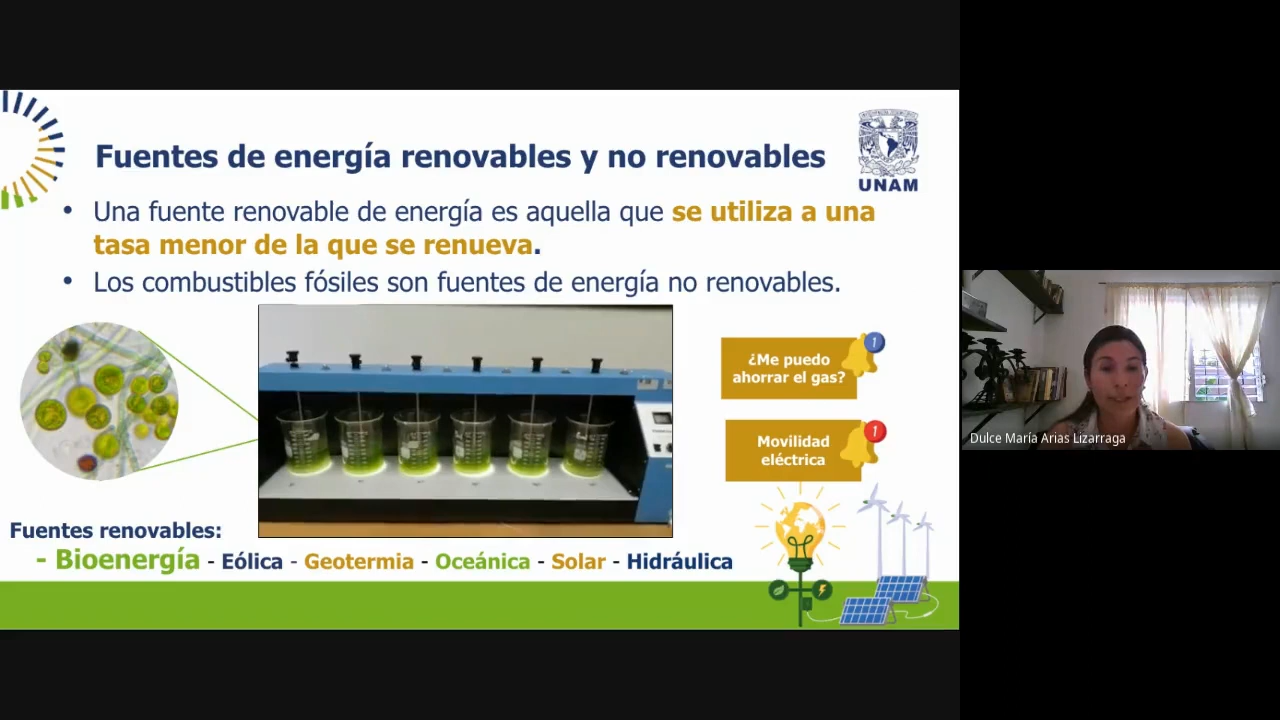 Fuentes de energía renovables y no renovables
UNAM
• Una fuente renovable de energía es aquella que se utiliza a una
tasa menor de la que se renueva.
• Los combustibles fósiles son fuentes de energía no renovables.
¿Me puedo
ahorrar el gas?
1
Movilidad
eléctrica
1
Fuentes renovables:
- Bioenergía - Eólica - Geotermia - Oceánica - Solar - Hidráulica
Dulce María Arias Lizarraga